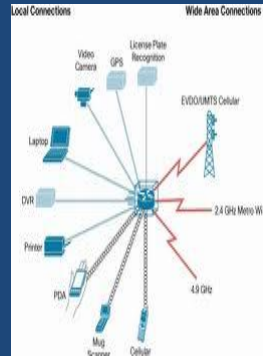 Local Connections
Wide Area Connections
License Plate
Recognition
Video
Camera
GPS
EVDO/UMTS Cellular
Laptop
DVR
2.4 GHz Metro Wi
Printer
PDA
4.9 GHz
Mug
Scanner
Cellular